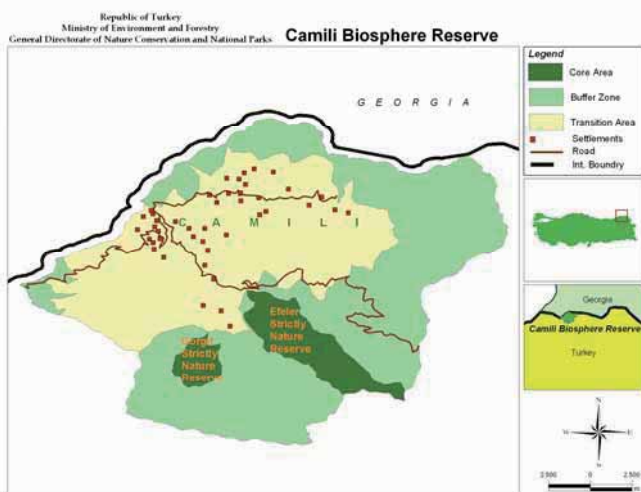 Republic of Turkey
Ministry of Environment and Forestry
General Directorate of Nature Conservation and National Parks
Camili Biosphere Reserve
Legend
Core Area
Buffer Zone
Transition Area
Settlements
Road
Int. Boundry
GEORGIA
CAMILI
Efeler
Strictly
Nature
Reserve
Strictly
Nature
Reserve
Georgia
Camili Biosphere Reserve
Turkey
N
W
E
S
2.500
0
2.500